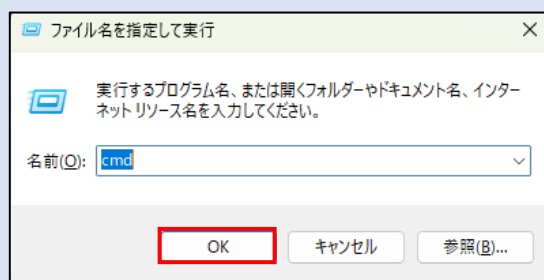 ファイル名を指定して実行
実行するプログラム名、または開くフォルダーやドキュメント名、インター
ネット リソース名を入力してください。
名前(O): cmd
OK キャンセル 参照(B)...